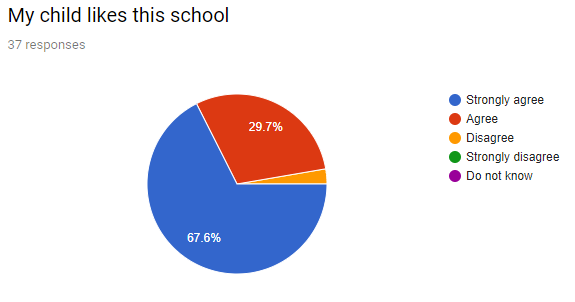 My child likes this school
37 responses
29.7%
67.6%
Strongly agree
Agree
Disagree
Strongly disagree
Do not know